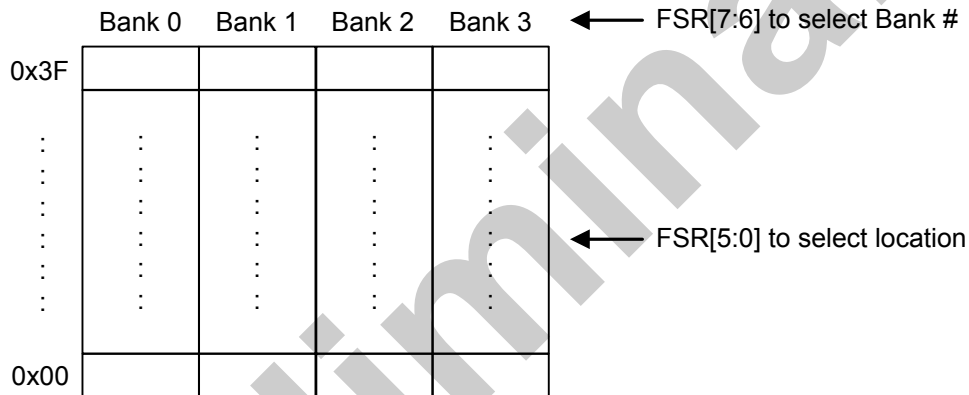 Bank 0 Bank 1 Bank 2 Bank 3 FSR[7:6] to select Bank #
0x3F
FSR[5:0] to select location
0x00